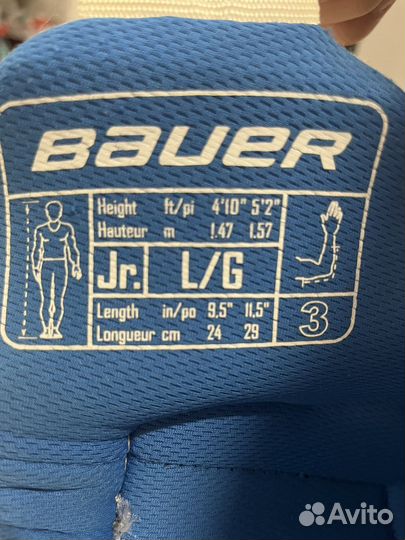 BAUER
Height ft/pi 4'10" 5'2"
Hauteur m 1.47 1.57
Jr. L/G
Length in/po 9,5" 11,5"
Longueur cm 24 29
3
Avito